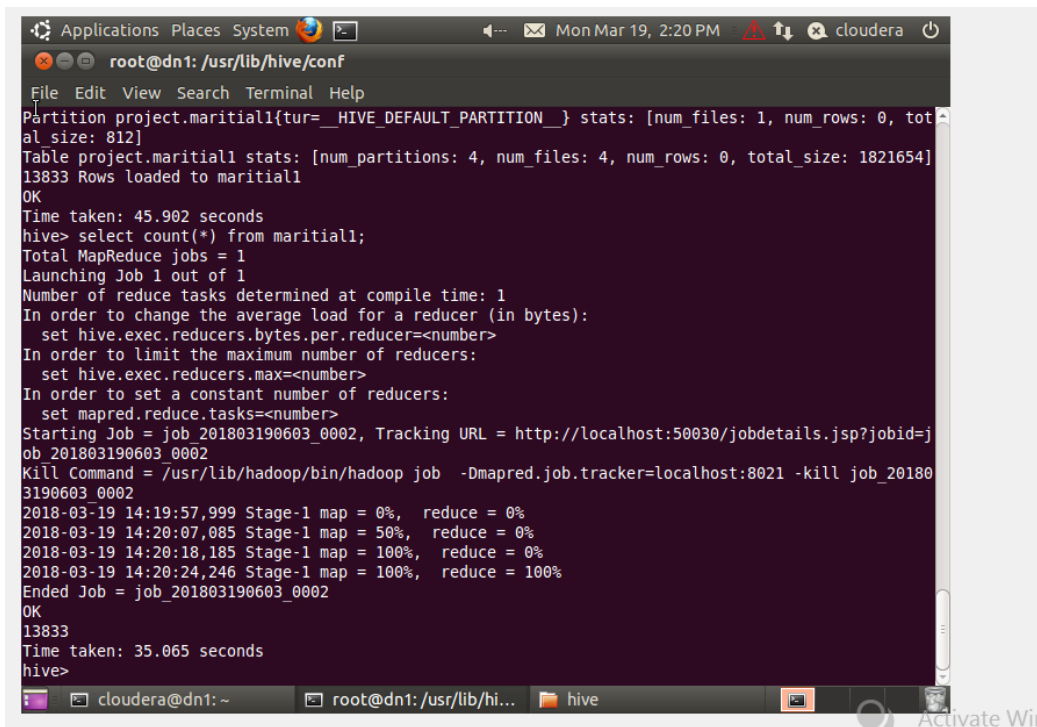 Applications Places System Mon Mar 19, 2:20 PM cloudera
root@dn1: /usr/lib/hive/conf
File Edit View Search Terminal Help
Partition project.maritial1{tur=__HIVE_DEFAULT_PARTITION__} stats: [num_files: 1, num_rows: 0, tot
al_size: 812]
Table project.maritial1 stats: [num_partitions: 4, num_files: 4, num_rows: 0, total_size: 1821654]
13833 Rows loaded to maritial1
OK
Time taken: 45.902 seconds
hive> select count(*) from maritial1;
Total MapReduce jobs = 1
Launching Job 1 out of 1
Number of reduce tasks determined at compile time: 1
In order to change the average load for a reducer (in bytes):
  set hive.exec.reducers.bytes.per.reducer=<number>
In order to limit the maximum number of reducers:
  set hive.exec.reducers.max=<number>
In order to set a constant number of reducers:
  set mapred.reduce.tasks=<number>
Starting Job = job_201803190603_0002, Tracking URL = http://localhost:50030/jobdetails.jsp?jobid=j
ob_201803190603_0002
Kill Command = /usr/lib/hadoop/bin/hadoop job  -Dmapred.job.tracker=localhost:8021 -kill job_20180
3190603_0002
2018-03-19 14:19:57,999 Stage-1 map = 0%,  reduce = 0%
2018-03-19 14:20:07,085 Stage-1 map = 50%,  reduce = 0%
2018-03-19 14:20:18,185 Stage-1 map = 100%,  reduce = 0%
2018-03-19 14:20:24,246 Stage-1 map = 100%,  reduce = 100%
Ended Job = job_201803190603_0002
OK
13833
Time taken: 35.065 seconds
hive>
cloudera@dn1: ~ root@dn1: /usr/lib/hi... hive
Activate Win